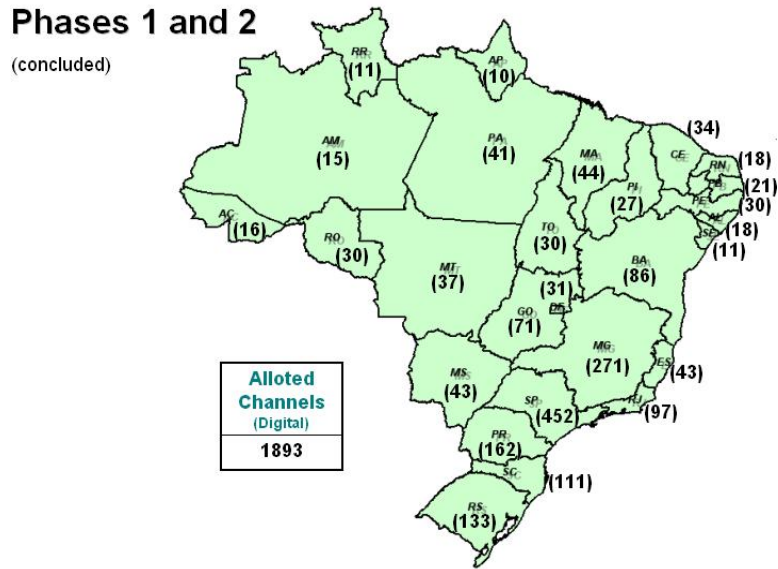 Phases 1 and 2
(concluded)
RR
(11)
AP
(10)
AM
(15)
PA
(41)
MA
(44)
PI
(27)
CE
(34)
RN
(18)
PB
(21)
PE
(30)
AL
(18)
SE
(11)
AC
(16)
RO
(30)
MT
(37)
TO
(30)
BA
(86)
(31)
DF
GO
(71)
MG
(271)
ES
(43)
MS
(43)
SP
(452)
RJ
(97)
PR
(162)
SC
(111)
RS
(133)
Alloted
Channels
(Digital)
1893